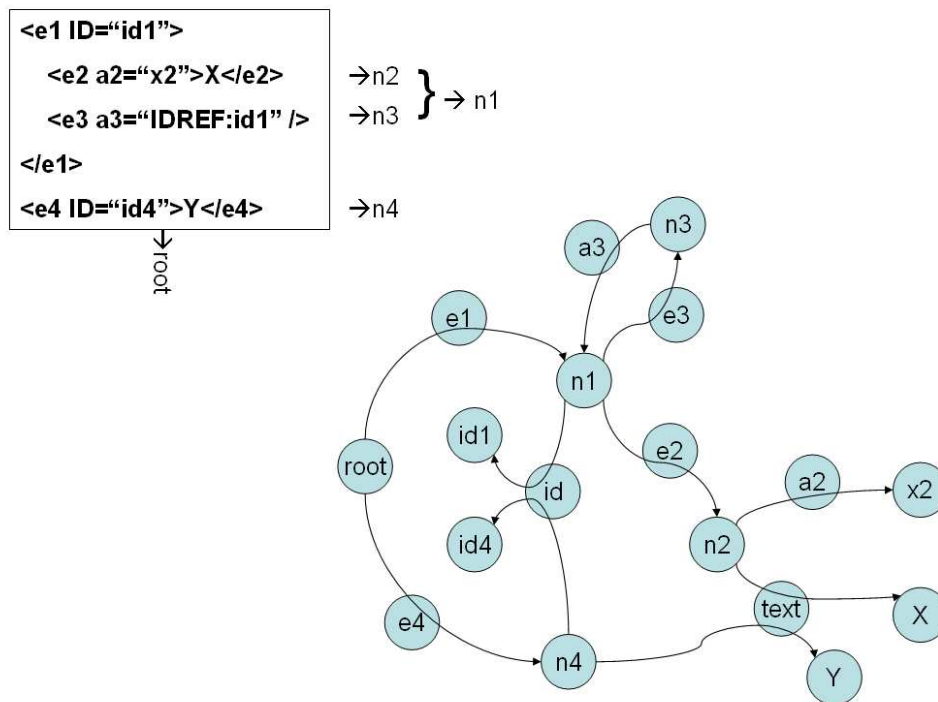 <e1 ID=“id1”>
<e2 a2=“x2”>X</e2> →n2
} → n1
<e3 a3=“IDREF:id1” /> →n3
</e1>
<e4 ID=“id4”>Y</e4> →n4
→root
n3
a3
e1
e3
n1
id1
e2
root
id
a2
x2
id4
n2
text
X
e4
n4
Y